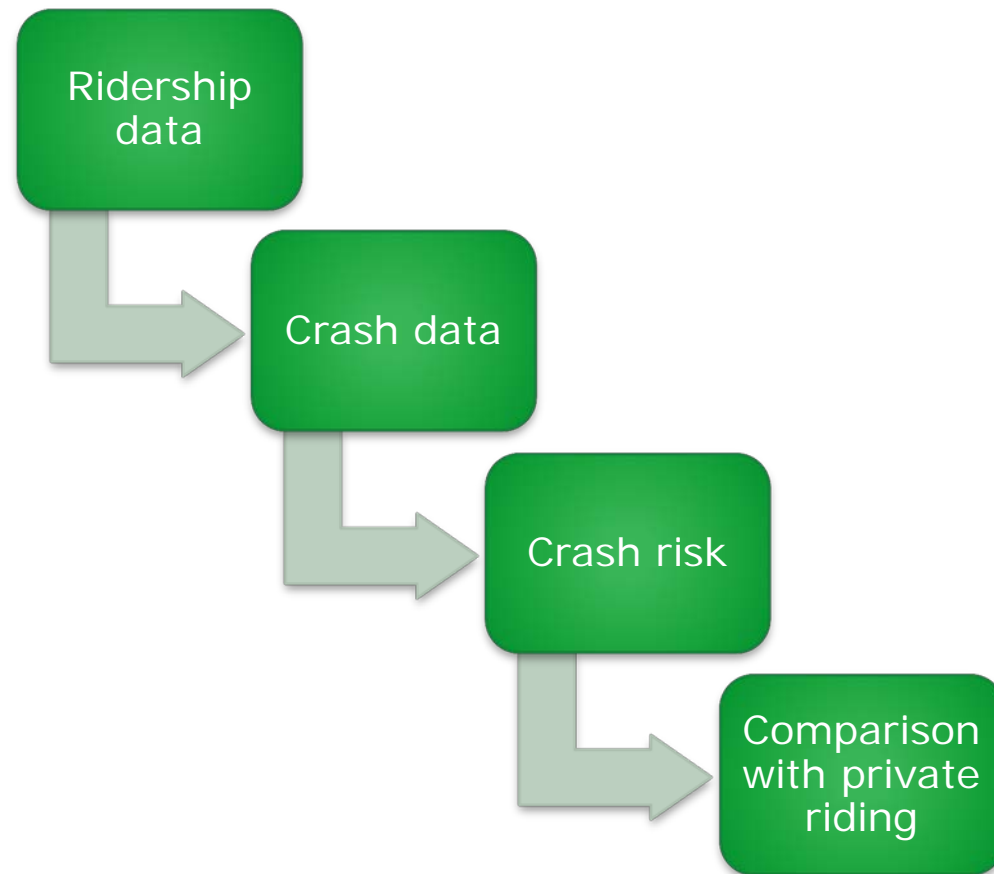 Ridership
data
Crash data
Crash risk
Comparison
with private
riding